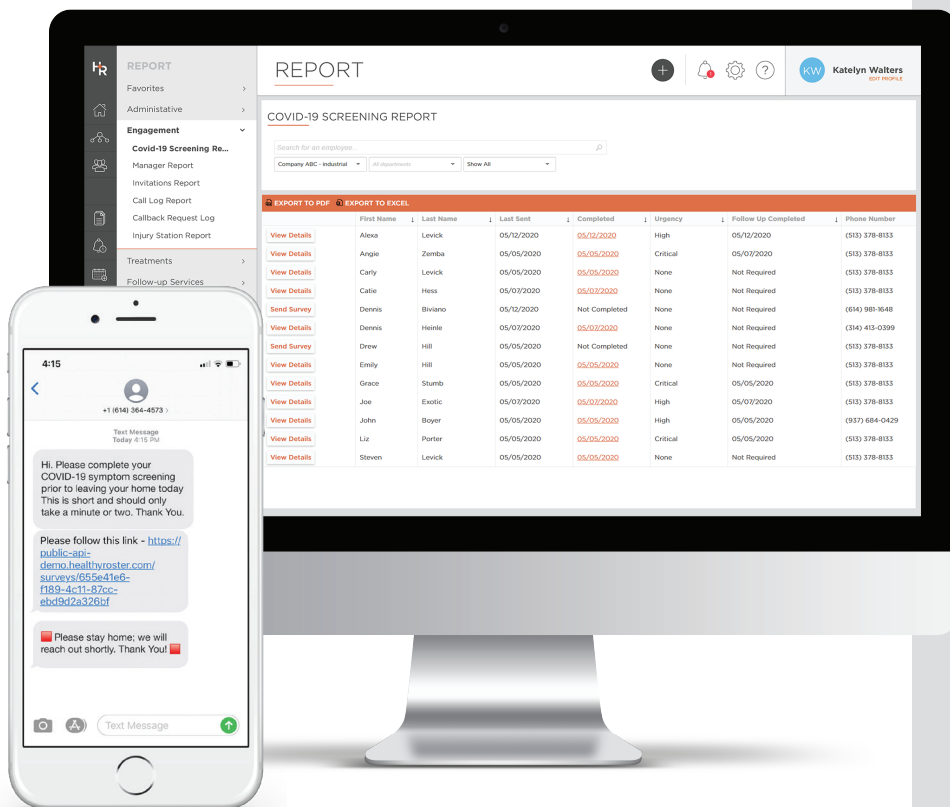 HR
REPORT
Favorites
Administative
Engagement
Covid-19 Screening Re...
Manager Report
Invitations Report
Call Log Report
Callback Request Log
Injury Station Report
Treatments
Follow-up Services
REPORT
1
?
KW
Katelyn Walters
EDIT PROFILE
COVID-19 SCREENING REPORT
Search for an employee...
Company ABC - industrial All departments Show All
EXPORT TO PDF EXPORT TO EXCEL
First Name Last Name Last Sent Completed Urgency Follow Up Completed Phone Number
View Details Alexa Levick 05/12/2020 05/12/2020 High 05/12/2020 (513) 378-8133
View Details Angie Zemba 05/05/2020 05/05/2020 Critical 05/07/2020 (513) 378-8133
View Details Carly Levick 05/05/2020 05/05/2020 None Not Required (513) 378-8133
View Details Catie Hess 05/07/2020 05/07/2020 None Not Required (513) 378-8133
Send Survey Dennis Biviano 05/12/2020 Not Completed None Not Required (614) 981-1648
View Details Dennis Heinle 05/07/2020 05/07/2020 None Not Required (314) 413-0399
Send Survey Drew Hill 05/05/2020 Not Completed None Not Required (513) 378-8133
View Details Emily Hill 05/05/2020 05/05/2020 None Not Required (513) 378-8133
View Details Grace Stumb 05/05/2020 05/05/2020 Critical 05/05/2020 (513) 378-8133
View Details Joe Exotic 05/07/2020 05/07/2020 High 05/07/2020 (513) 378-8133
View Details John Boyer 05/05/2020 05/05/2020 High 05/05/2020 (937) 684-0429
View Details Liz Porter 05/05/2020 05/05/2020 Critical 05/05/2020 (513) 378-8133
View Details Steven Levick 05/05/2020 05/05/2020 None Not Required (513) 378-8133
4:15
+1 (614) 364-4573
Text Message
Today 4:15 PM
Hi. Please complete your
COVID-19 symptom screening
prior to leaving your home today
This is short and should only
take a minute or two. Thank You.
Please follow this link - https://
public-api-
demo.healthyroster.com/
surveys/655e41e6-
f189-4c11-87cc-
ebd9d2a326bf
Please stay home; we will
reach out shortly. Thank You!
Text Message